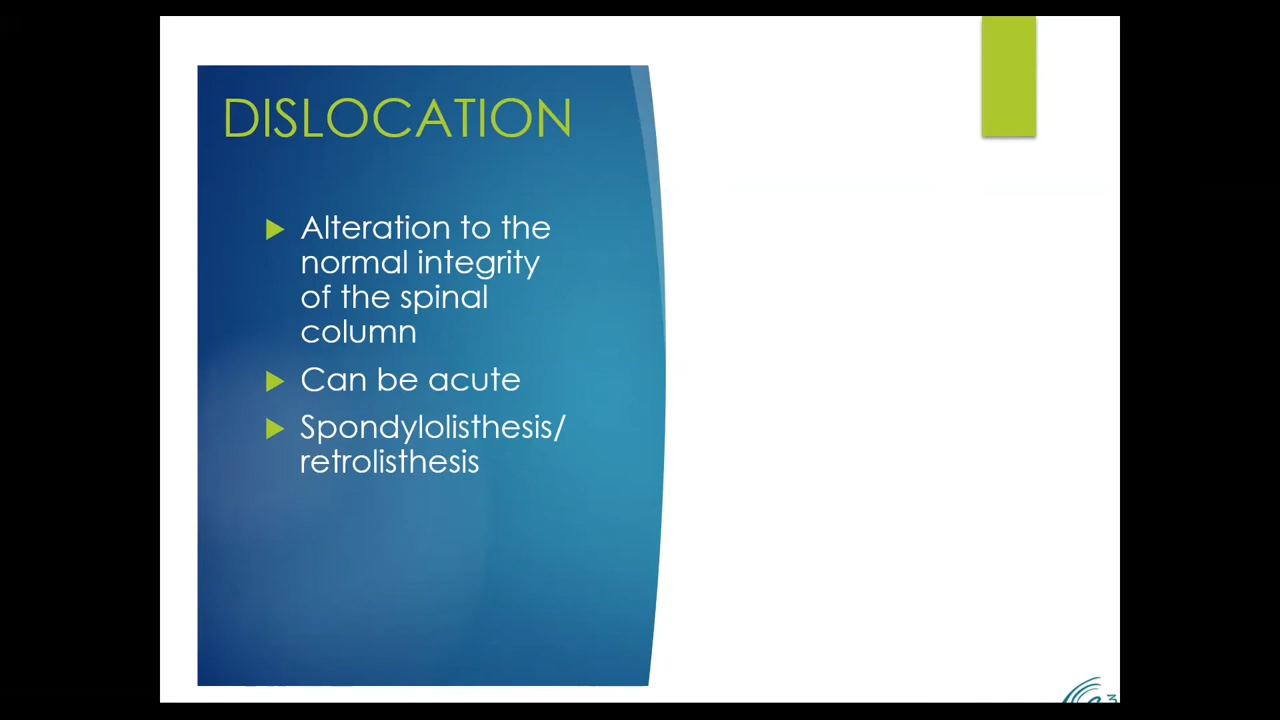 DISLOCATION
Alteration to the
normal integrity
of the spinal
column
Can be acute
Spondylolisthesis/
retrolisthesis